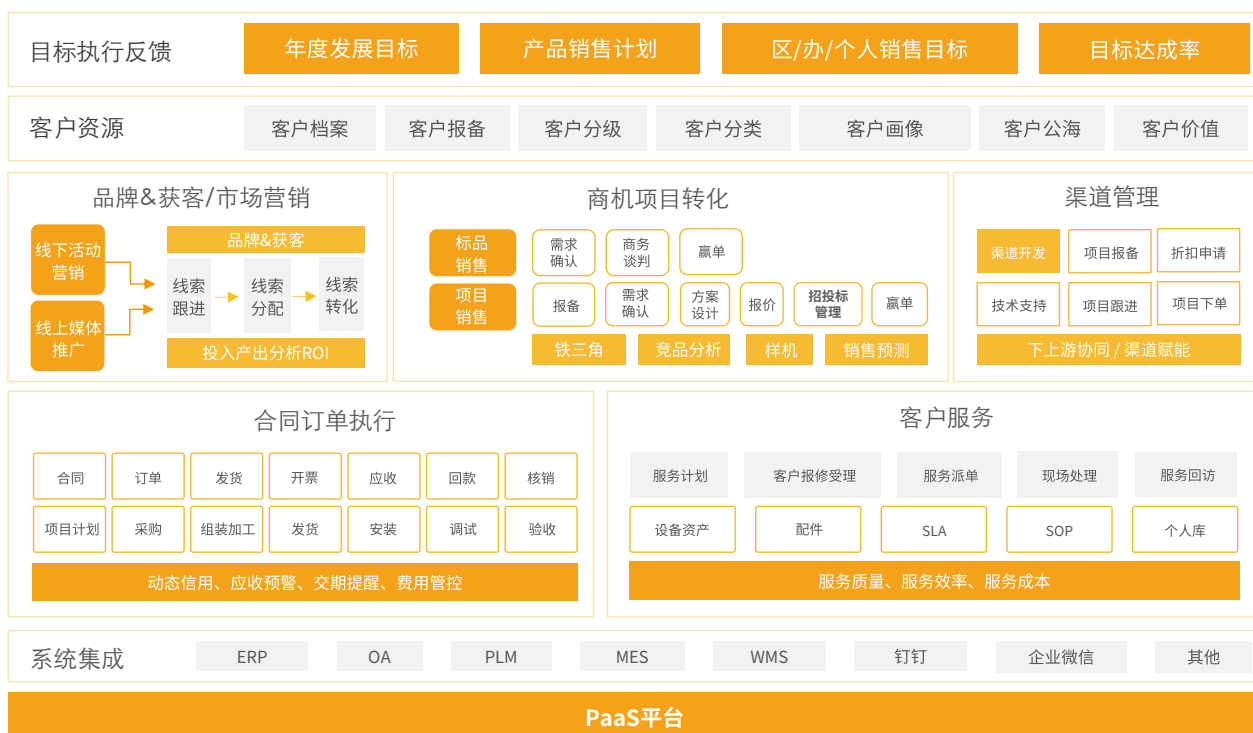 目标执行反馈
年度发展目标
产品销售计划
区/办/个人销售目标
目标达成率
客户资源
客户档案
客户报备
客户分级
客户分类
客户画像
客户公海
客户价值
品牌&获客/市场营销
线下活动
营销
线上媒体
推广
品牌&获客
线索
跟进
线索
分配
线索
转化
投入产出分析ROI
商机项目转化
标品
销售
需求
确认
商务
谈判
赢单
项目
销售
报备
需求
确认
方案
设计
报价
招投标
管理
赢单
铁三角
竞品分析
样机
销售预测
渠道管理
渠道开发
项目报备
折扣申请
技术支持
项目跟进
项目下单
下上游协同 / 渠道赋能
合同订单执行
合同
订单
发货
开票
应收
回款
核销
项目计划
采购
组装加工
发货
安装
调试
验收
动态信用、应收预警、交期提醒、费用管控
客户服务
服务计划
客户报修受理
服务派单
现场处理
服务回访
设备资产
配件
SLA
SOP
个人库
服务质量、服务效率、服务成本
系统集成
ERP
OA
PLM
MES
WMS
钉钉
企业微信
其他
PaaS平台